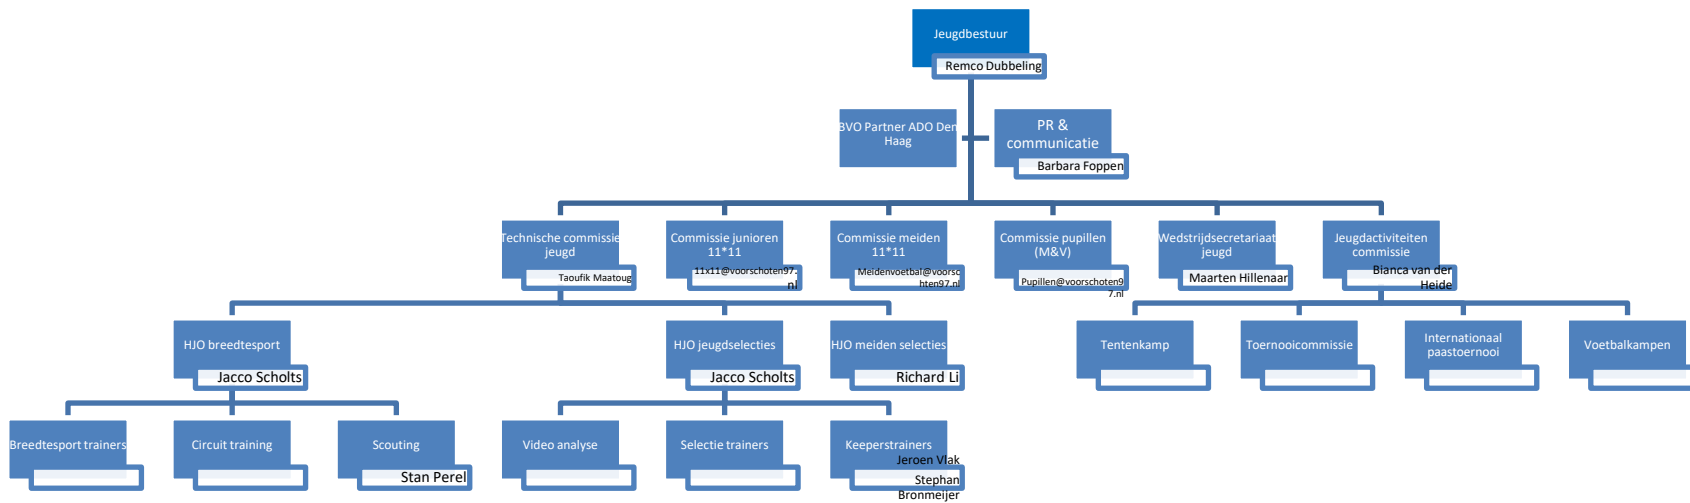 Jeugdbestuur
Remco Dubbeling
BVO Partner ADO Den
Haag
PR &
communicatie
Barbara Foppen
Technische commissie
jeugd
Taoufik Maatoug
Commissie junioren
11*11
11x11@voorschoten97.
nl
Commissie meiden
11*11
Meidenvoetbal@voorsc
hten97.nl
Commissie pupillen
(M&V)
Pupillen@voorschoten9
7.nl
Wedstrijdsecretariaat
jeugd
Maarten Hillenaar
Jeugdactiviteiten
commissie
Bianca van der
Heide
HJO breedtesport
Jacco Scholts
HJO jeugdselecties
Jacco Scholts
HJO meiden selecties
Richard Li
Tentenkamp
Toernooicommissie
Internationaal
paastoernooi
Voetbalkampen
Breedtesport trainers
Circuit training
Scouting
Stan Perel
Video analyse
Selectie trainers
Keeperstrainers
Jeroen Vlak
Stephan
Bronmeijer